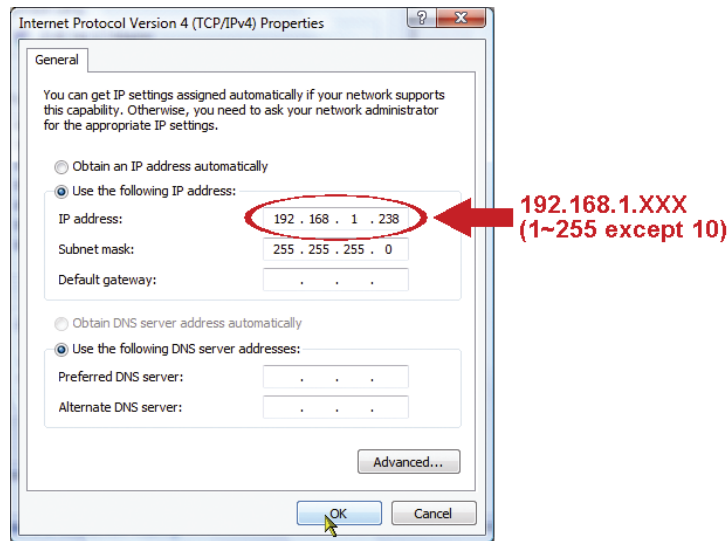 Internet Protocol Version 4 (TCP/IPv4) Properties
General
You can get IP settings assigned automatically if your network supports
this capability. Otherwise, you need to ask your network administrator
for the appropriate IP settings.
Obtain an IP address automatically
Use the following IP address:
IP address: 192 . 168 . 1 . 238
Subnet mask: 255 . 255 . 255 . 0
Default gateway: . . .
192.168.1.XXX
(1~255 except 10)
Obtain DNS server address automatically
Use the following DNS server addresses:
Preferred DNS server: . . .
Alternate DNS server: . . .
Advanced...
OK Cancel